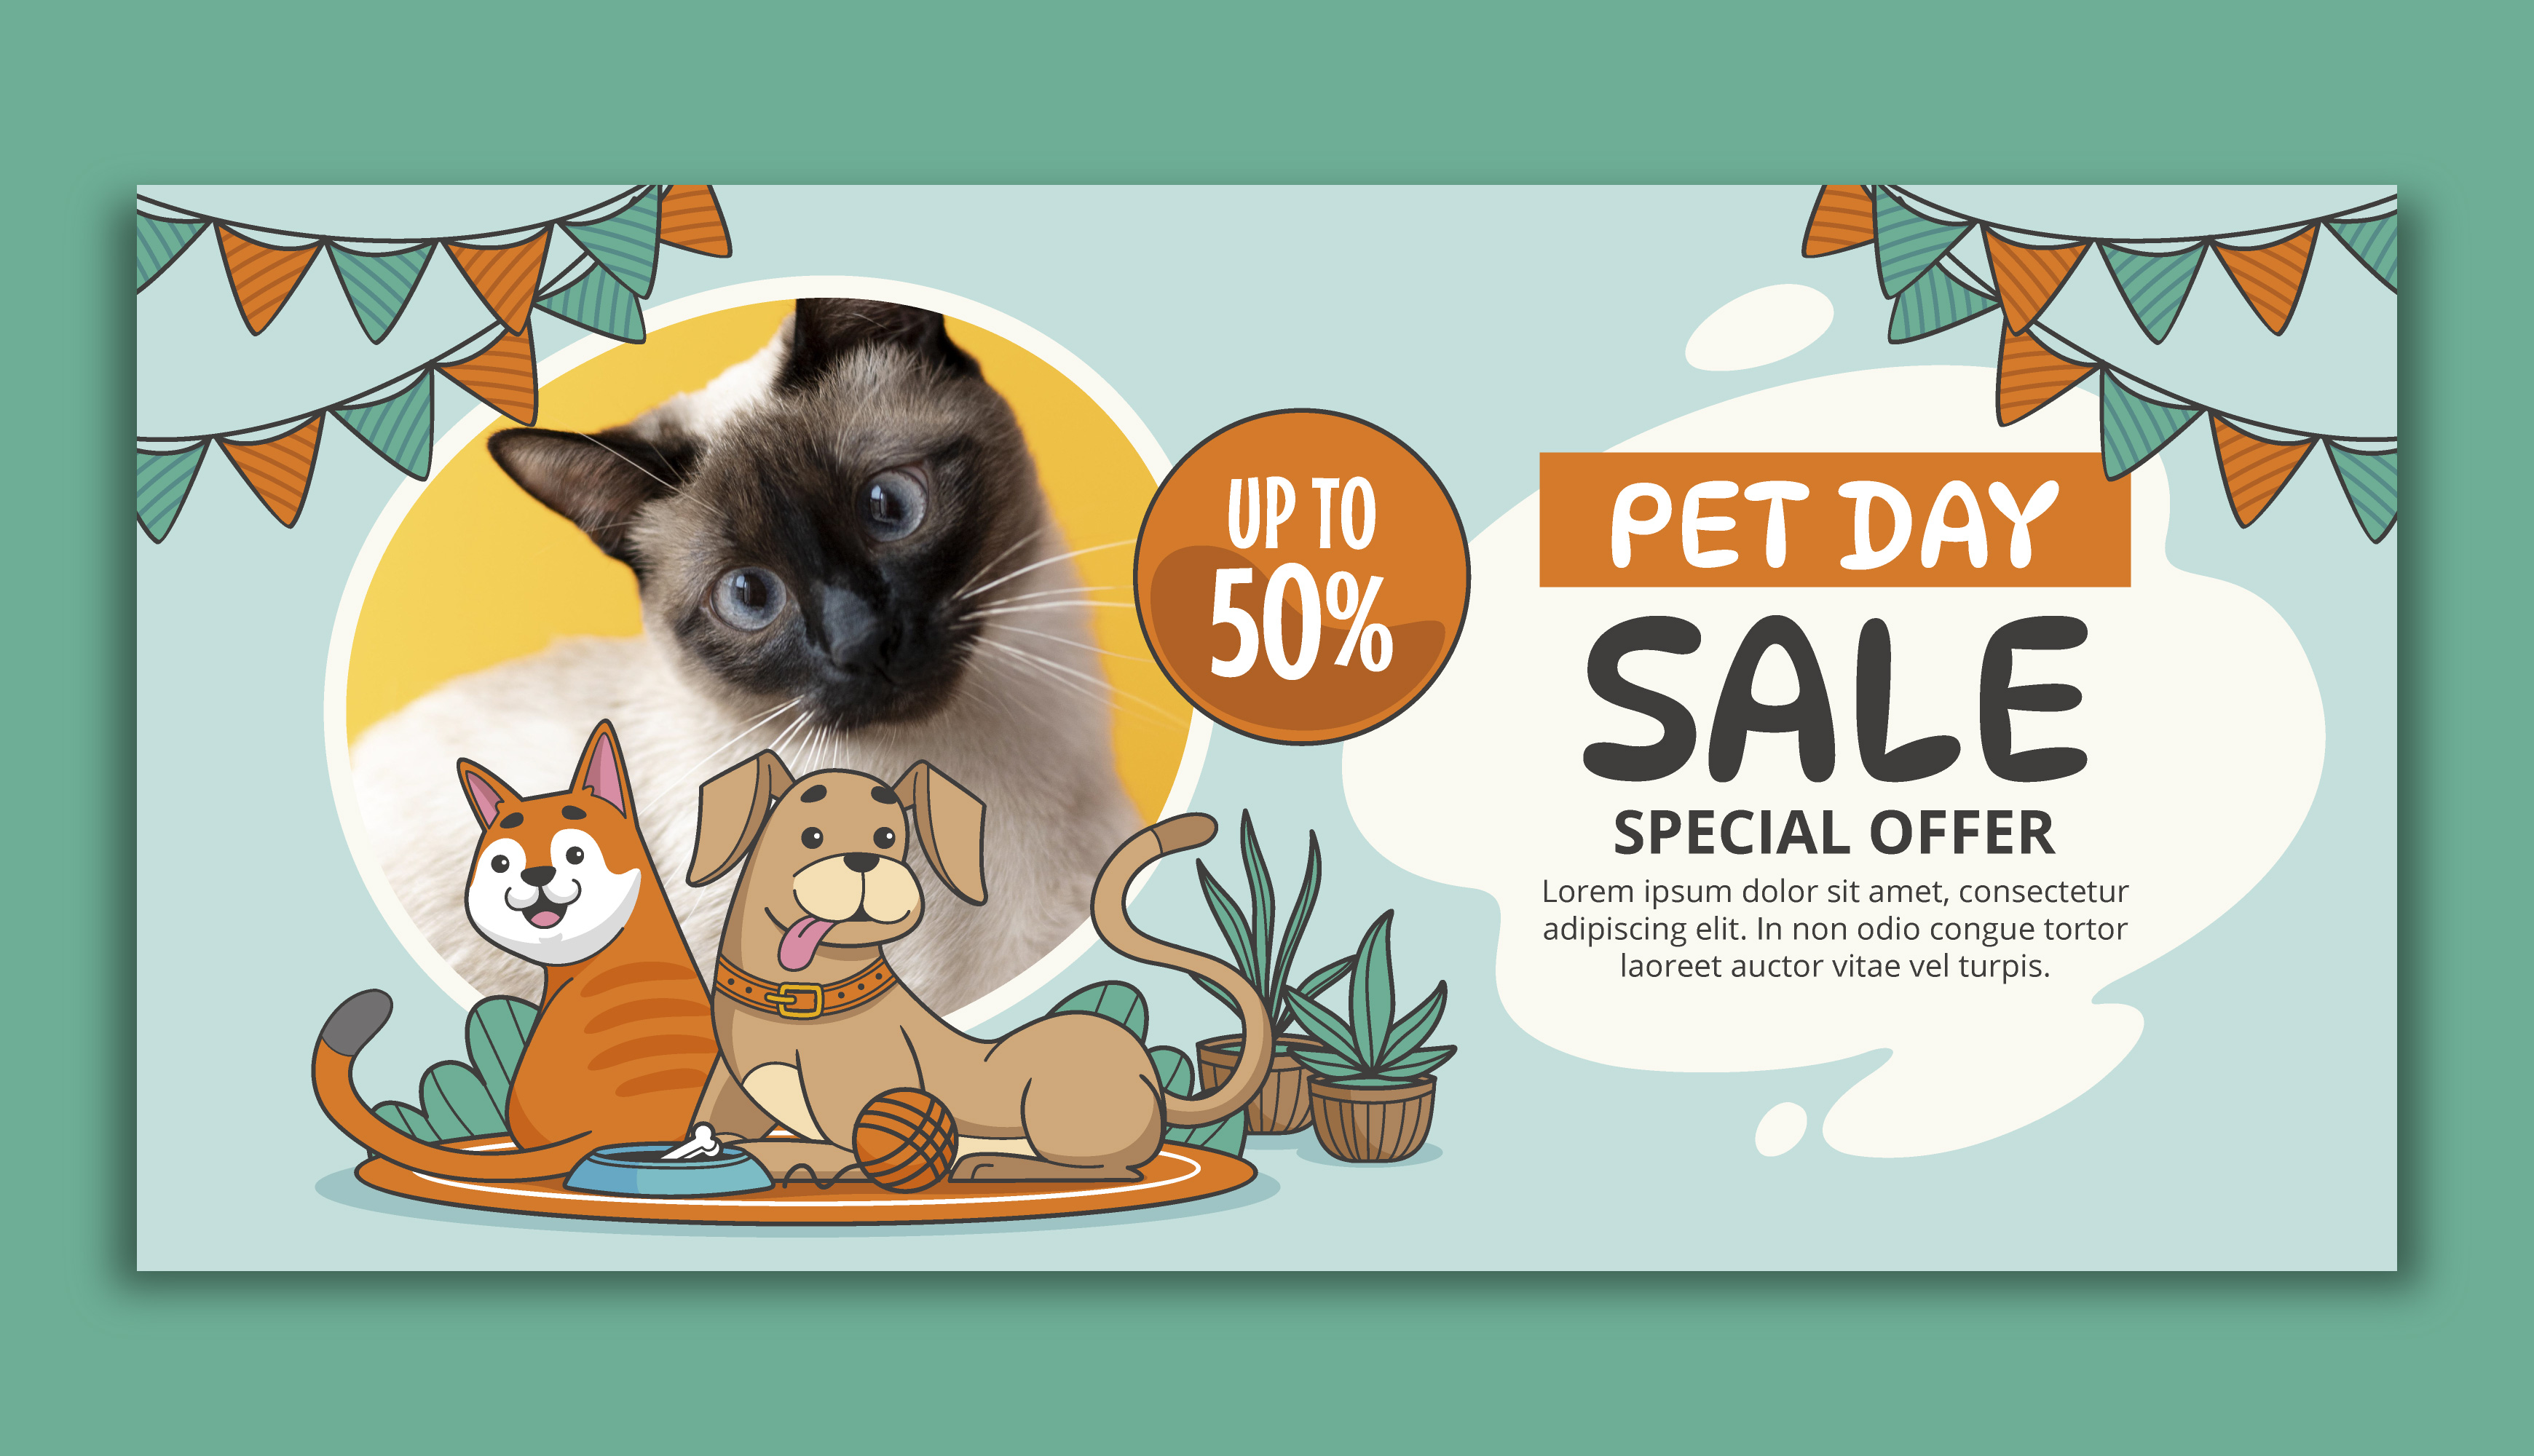 UP TO
50%
PET DAY
SALE
SPECIAL OFFER
Lorem ipsum dolor sit amet, consectetur
adipiscing elit. In non odio congue tortor
laoreet auctor vitae vel turpis.